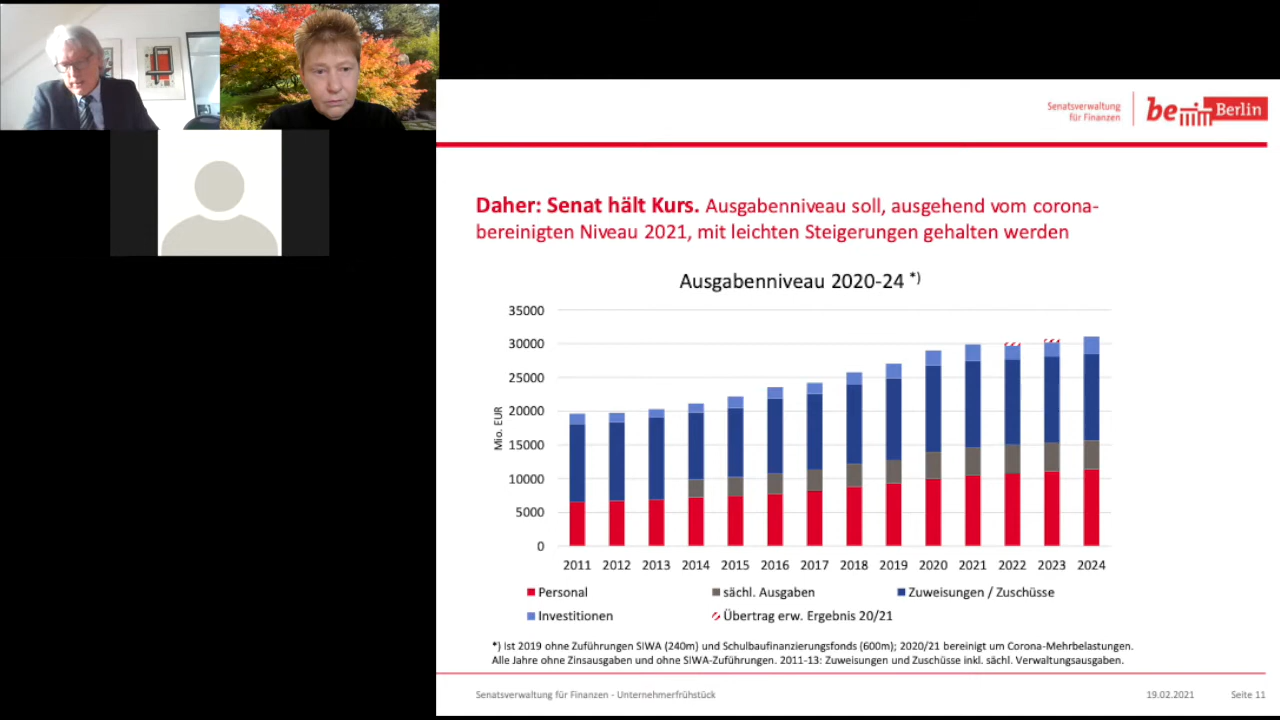 Senatsverwaltung
für Finanzen
be Berlin
Daher: Senat hält Kurs. Ausgabenniveau soll, ausgehend vom corona-
bereinigten Niveau 2021, mit leichten Steigerungen gehalten werden
Ausgabenniveau 2020-24 *)
Mio. EUR
35000
30000
25000
20000
15000
10000
5000
0
2011 2012 2013 2014 2015 2016 2017 2018 2019 2020 2021 2022 2023 2024
Personal sächl. Ausgaben Zuweisungen / Zuschüsse
Investitionen Übertrag erw. Ergebnis 20/21
*) Ist 2019 ohne Zuführungen SIWA (240m) und Schulbaufinanzierungsfonds (600m); 2020/21 bereinigt um Corona-Mehrbelastungen.
Alle Jahre ohne Zinsausgaben und ohne SIWA-Zuführungen. 2011-13: Zuweisungen und Zuschüsse inkl. sächl. Verwaltungsausgaben.
Senatsverwaltung für Finanzen - Unternehmerfrühstück 19.02.2021 Seite 11